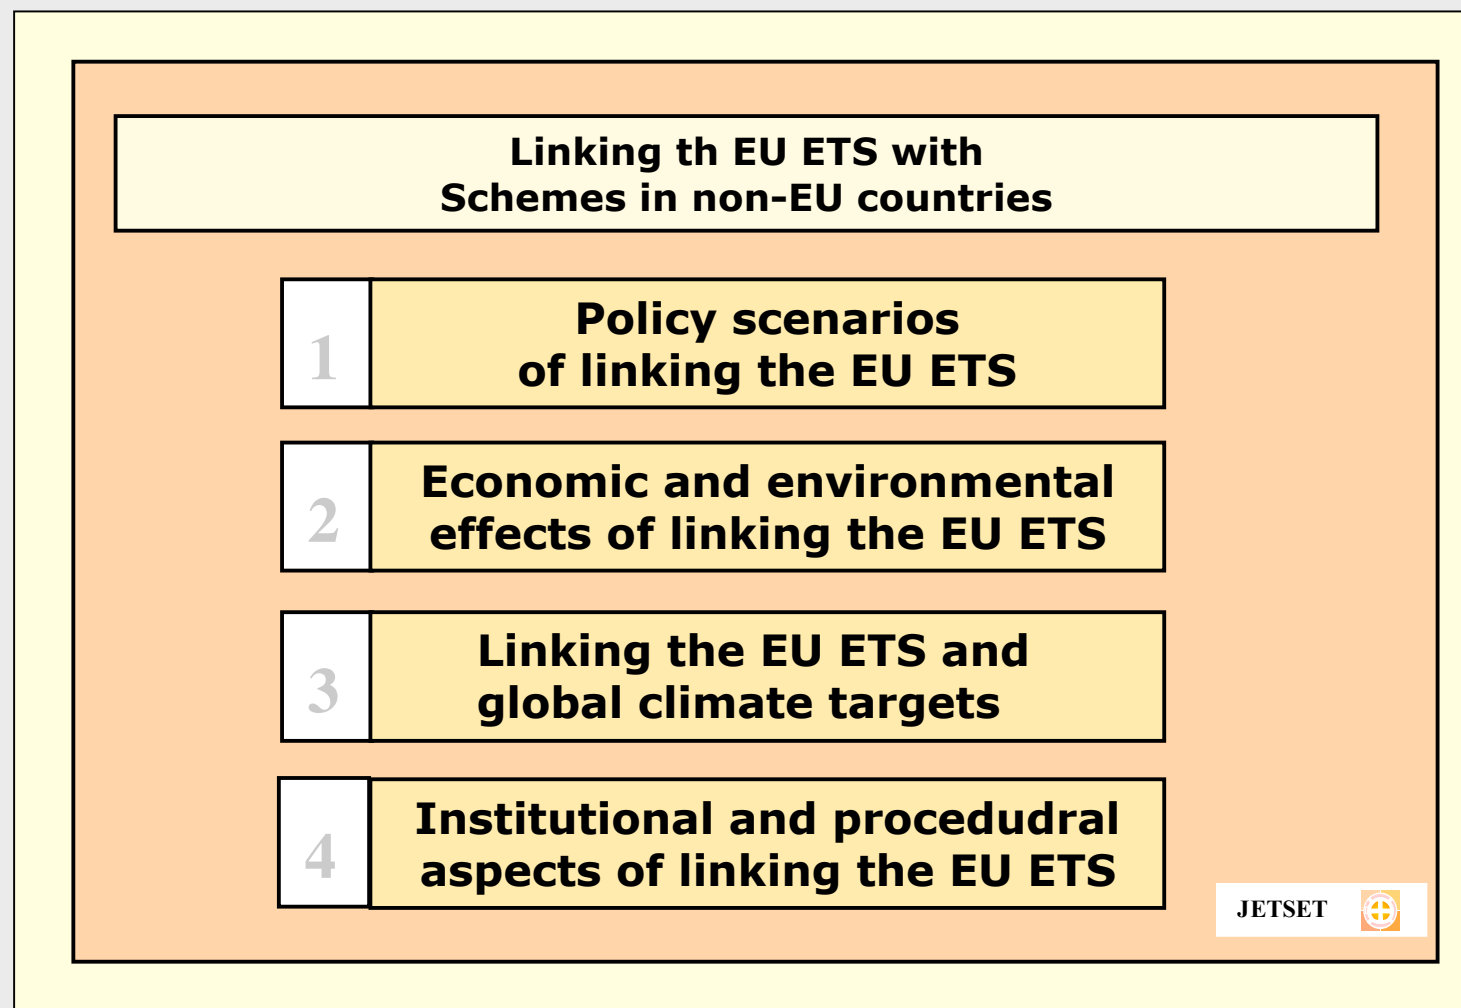 Linking th EU ETS with
Schemes in non-EU countries
1
Policy scenarios
of linking the EU ETS
2
Economic and environmental
effects of linking the EU ETS
3
Linking the EU ETS and
global climate targets
4
Institutional and procedudral
aspects of linking the EU ETS
JETSET